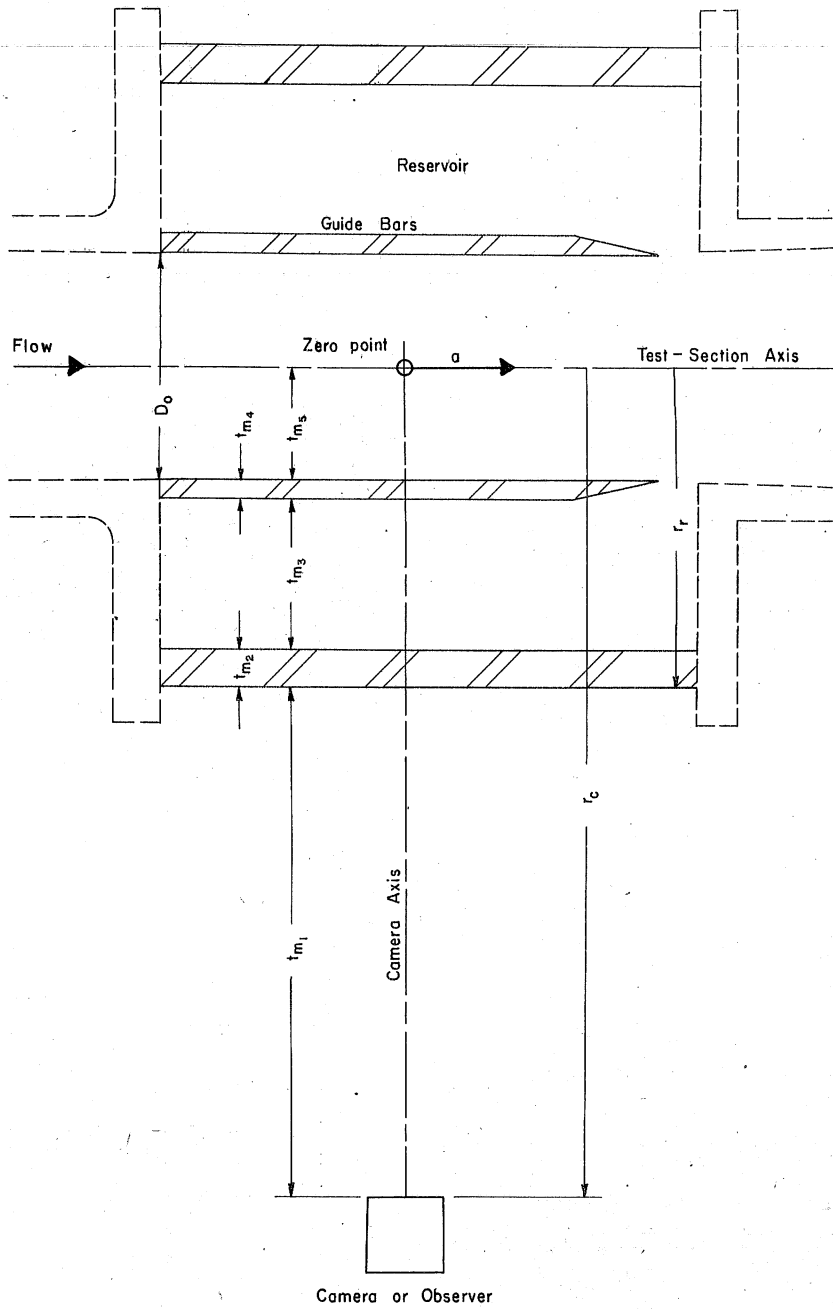 Reservoir
Guide Bars
Flow
Zero point
a
Test-Section Axis
D₀
tm₄
tm₅
rᵣ
tm₃
tm₂
r_c
Camera Axis
tm₁
Camera or Observer